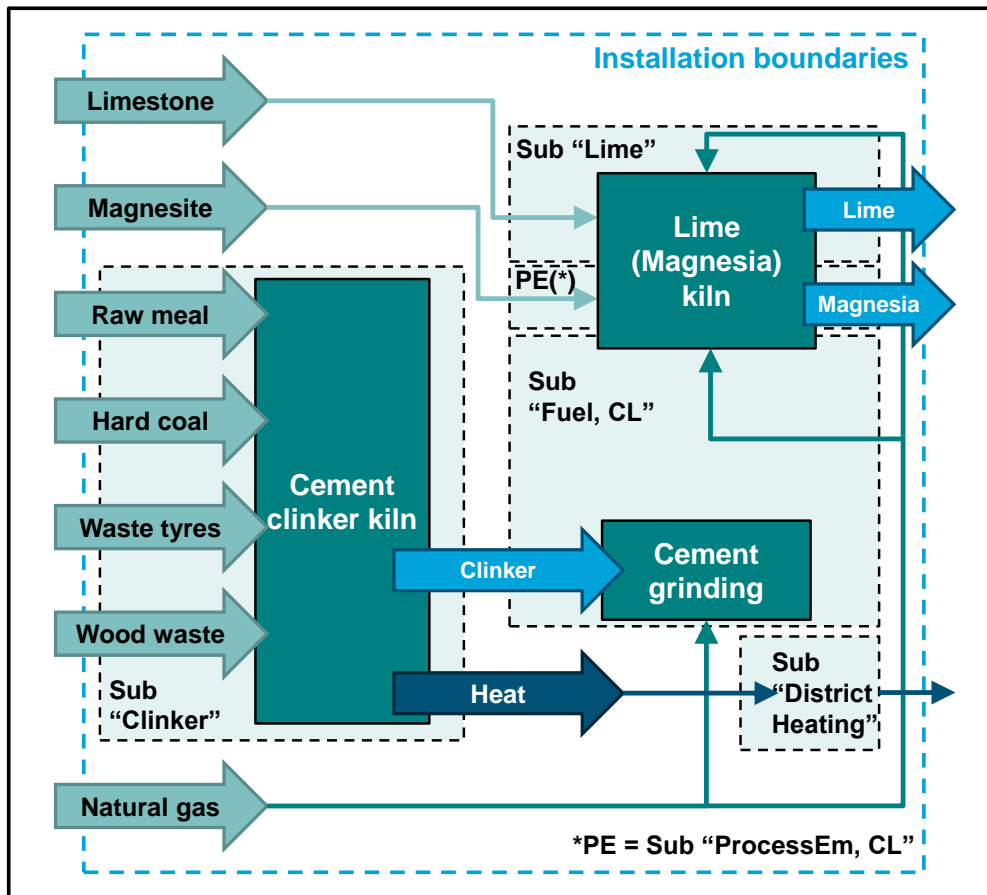 Installation boundaries
Limestone
Sub “Lime”
Magnesite
Lime
(Magnesia)
kiln
Lime
PE(*)
Magnesia
Raw meal
Hard coal
Waste tyres
Wood waste
Cement
clinker kiln
Sub
“Clinker”
Sub
“Fuel, CL”
Clinker
Cement
grinding
Heat
Sub
“District
Heating”
Natural gas
*PE = Sub “ProcessEm, CL”